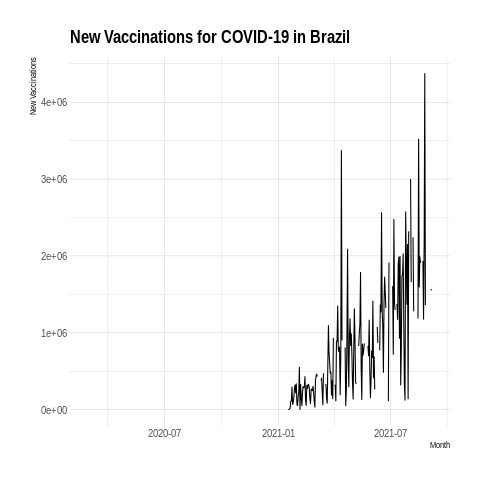 New Vaccinations for COVID-19 in Brazil
New Vaccinations
4e+06
3e+06
2e+06
1e+06
0e+00
2020-07
2021-01
2021-07
Month